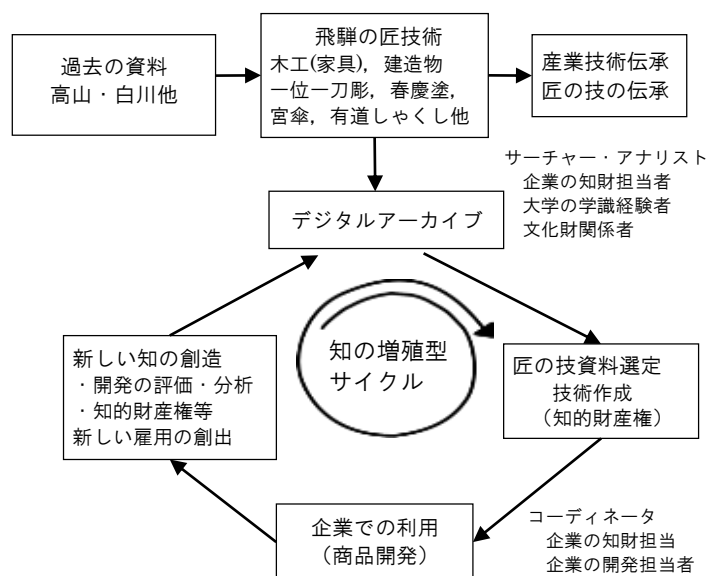 過去の資料
高山・白川他
飛騨の匠技術
木工(家具)，建造物
一位一刀彫，春慶塗，
宮傘，有道しゃくし他
産業技術伝承
匠の技の伝承
サーチャー・アナリスト
企業の知財担当者
大学の学識経験者
文化財関係者
デジタルアーカイブ
知の増殖型
サイクル
新しい知の創造
・開発の評価・分析
・知的財産権等
新しい雇用の創出
匠の技資料選定
技術作成
（知的財産権）
企業での利用
（商品開発）
コーディネータ
企業の知財担当
企業の開発担当者